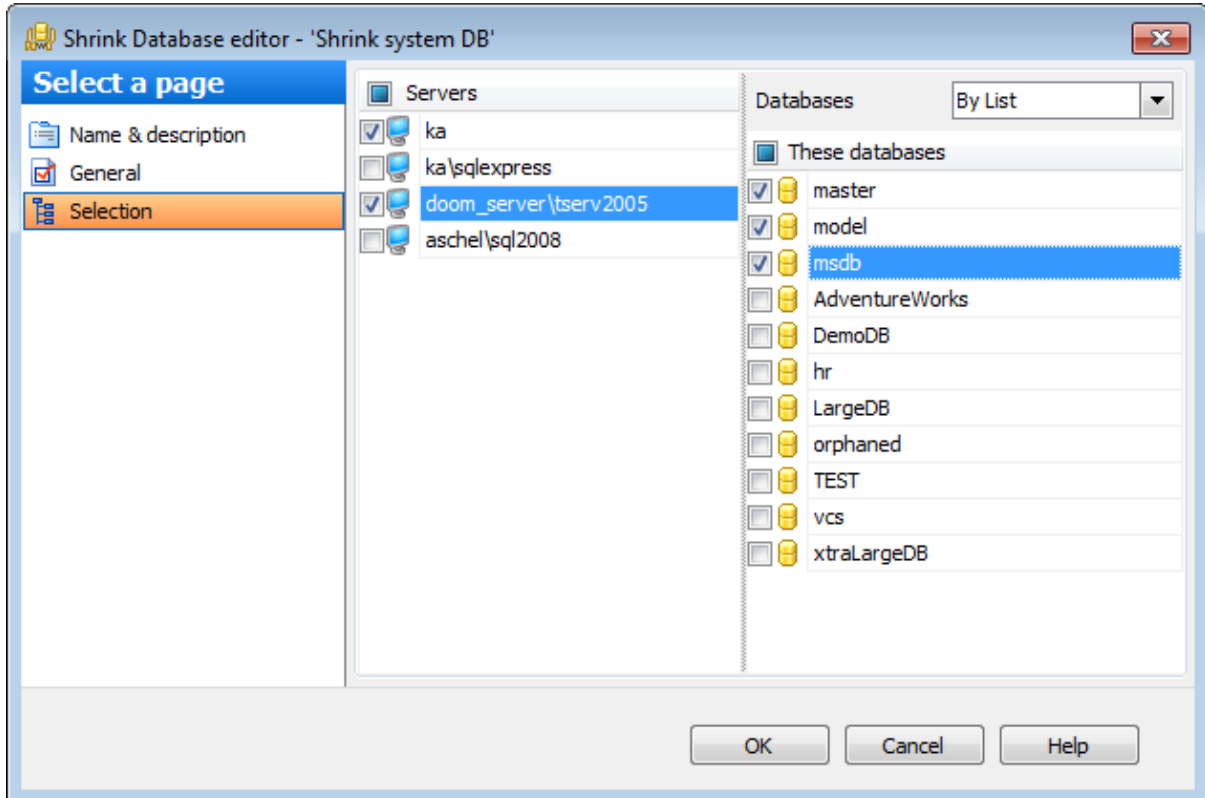 Shrink Database editor - 'Shrink system DB'
Select a page
Name & description
General
Selection
Servers
ka
ka\sqlexpress
doom_server\tserv2005
aschel\sql2008
Databases
By List
These databases
master
model
msdb
AdventureWorks
DemoDB
hr
LargeDB
orphaned
TEST
vcs
xtraLargeDB
OK
Cancel
Help